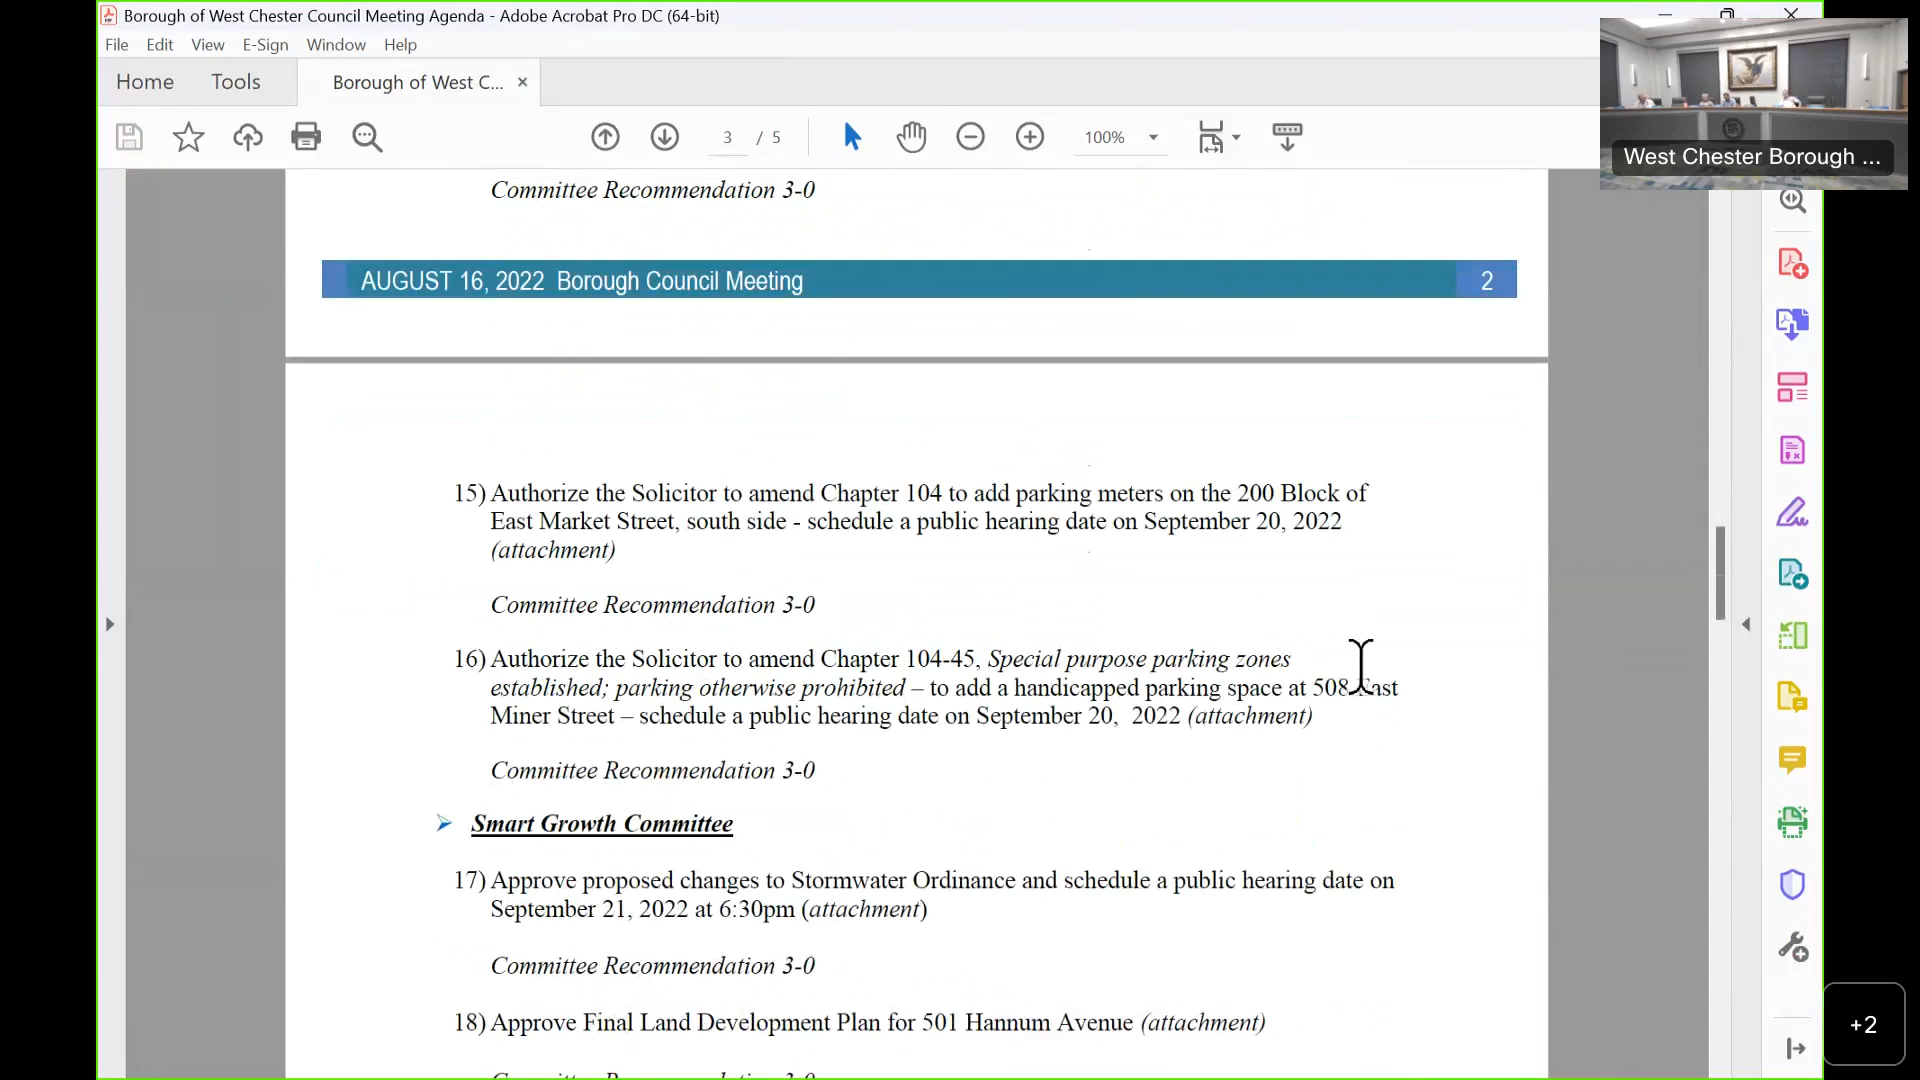 Borough of West Chester Council Meeting Agenda - Adobe Acrobat Pro DC (64-bit)
File Edit View E-Sign Window Help
Home Tools Borough of West C...
3 / 5 100%
West Chester Borough ...
Committee Recommendation 3-0
AUGUST 16, 2022 Borough Council Meeting 2
15) Authorize the Solicitor to amend Chapter 104 to add parking meters on the 200 Block of
East Market Street, south side - schedule a public hearing date on September 20, 2022
(attachment)
Committee Recommendation 3-0
16) Authorize the Solicitor to amend Chapter 104-45, Special purpose parking zones
established; parking otherwise prohibited – to add a handicapped parking space at 508 East
Miner Street – schedule a public hearing date on September 20, 2022 (attachment)
Committee Recommendation 3-0
Smart Growth Committee
17) Approve proposed changes to Stormwater Ordinance and schedule a public hearing date on
September 21, 2022 at 6:30pm (attachment)
Committee Recommendation 3-0
18) Approve Final Land Development Plan for 501 Hannum Avenue (attachment)
+2